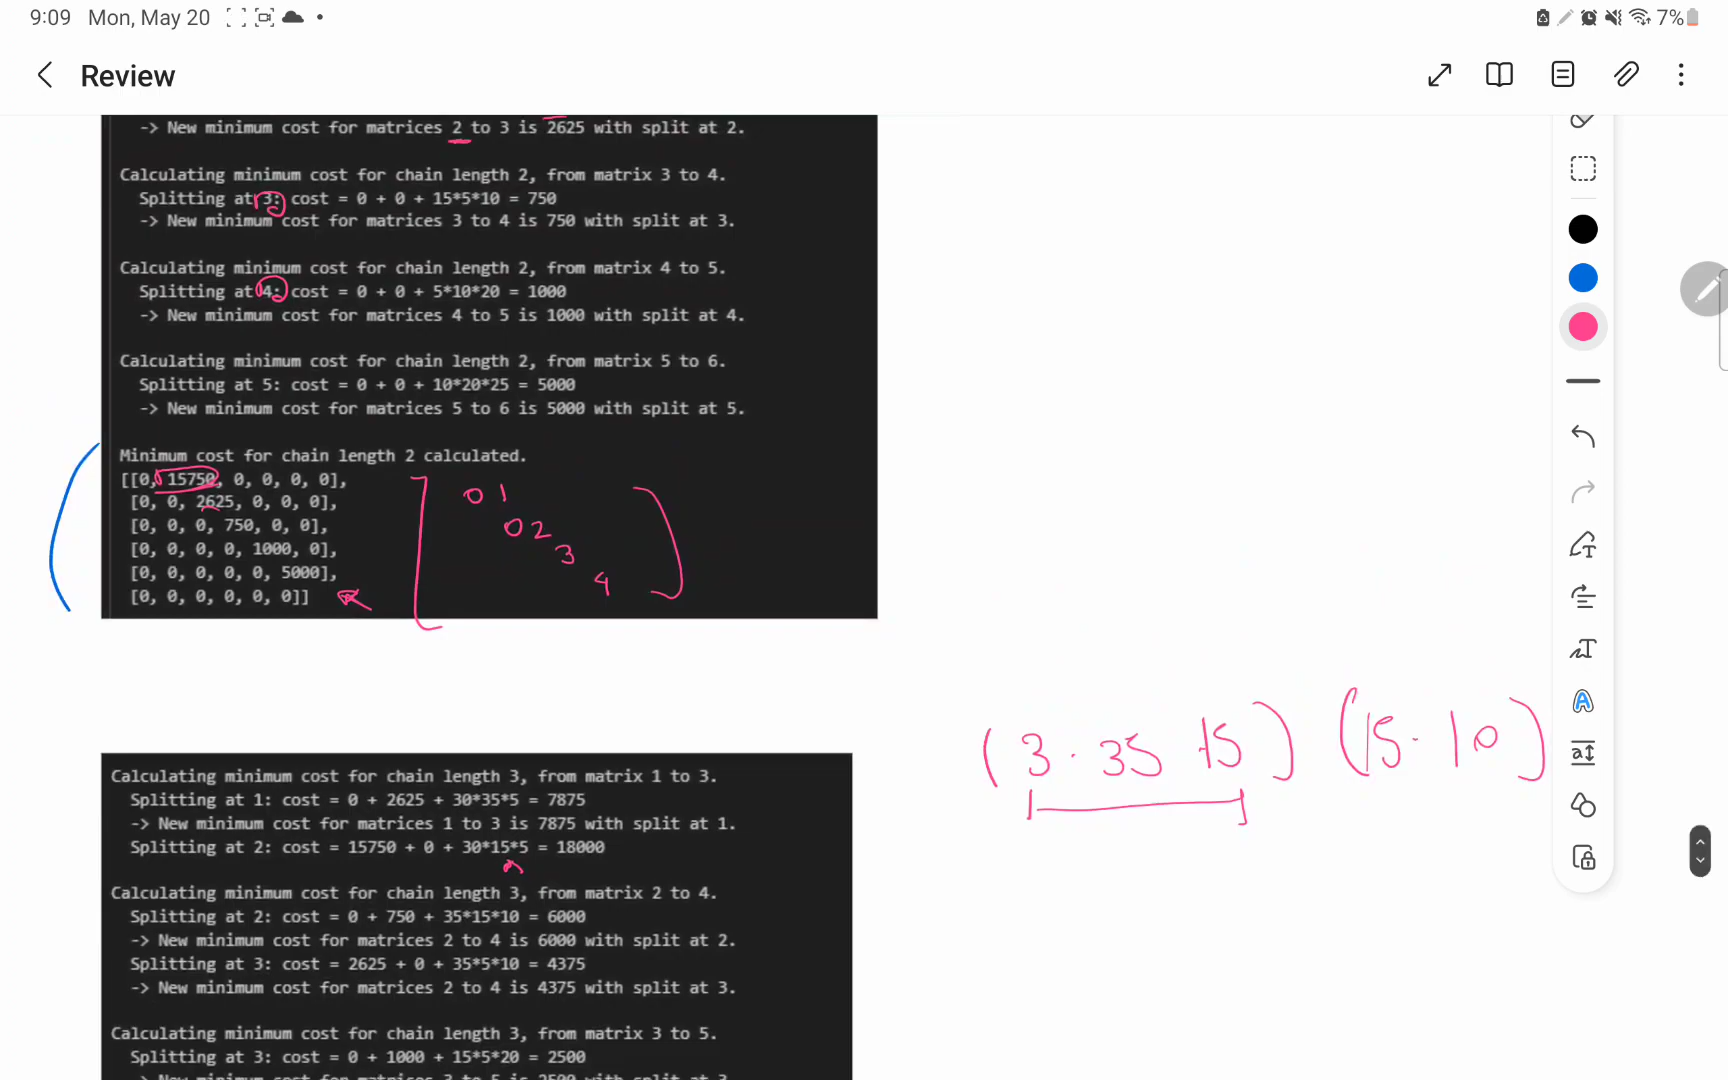 9:09 Mon, May 20 7%
Review
-> New minimum cost for matrices 2 to 3 is 2625 with split at 2.
Calculating minimum cost for chain length 2, from matrix 3 to 4.
Splitting at 3: cost = 0 + 0 + 15*5*10 = 750
-> New minimum cost for matrices 3 to 4 is 750 with split at 3.
Calculating minimum cost for chain length 2, from matrix 4 to 5.
Splitting at 4: cost = 0 + 0 + 5*10*20 = 1000
-> New minimum cost for matrices 4 to 5 is 1000 with split at 4.
Calculating minimum cost for chain length 2, from matrix 5 to 6.
Splitting at 5: cost = 0 + 0 + 10*20*25 = 5000
-> New minimum cost for matrices 5 to 6 is 5000 with split at 5.
Minimum cost for chain length 2 calculated.
[[0, 15750, 0, 0, 0, 0],
[0, 0, 2625, 0, 0, 0],
[0, 0, 0, 750, 0, 0],
[0, 0, 0, 0, 1000, 0],
[0, 0, 0, 0, 0, 5000],
[0, 0, 0, 0, 0, 0]]
0 1
0 2
3
4
(3 · 35 · 15) (15 · 10)
Calculating minimum cost for chain length 3, from matrix 1 to 3.
Splitting at 1: cost = 0 + 2625 + 30*35*5 = 7875
-> New minimum cost for matrices 1 to 3 is 7875 with split at 1.
Splitting at 2: cost = 15750 + 0 + 30*15*5 = 18000
Calculating minimum cost for chain length 3, from matrix 2 to 4.
Splitting at 2: cost = 0 + 750 + 35*15*10 = 6000
-> New minimum cost for matrices 2 to 4 is 6000 with split at 2.
Splitting at 3: cost = 2625 + 0 + 35*5*10 = 4375
-> New minimum cost for matrices 2 to 4 is 4375 with split at 3.
Calculating minimum cost for chain length 3, from matrix 3 to 5.
Splitting at 3: cost = 0 + 1000 + 15*5*20 = 2500